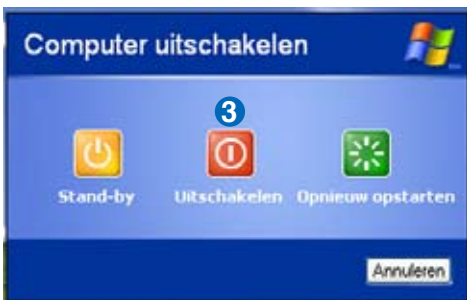 Computer uitschakelen
3
Stand-by Uitschakelen Opnieuw opstarten
Annuleren